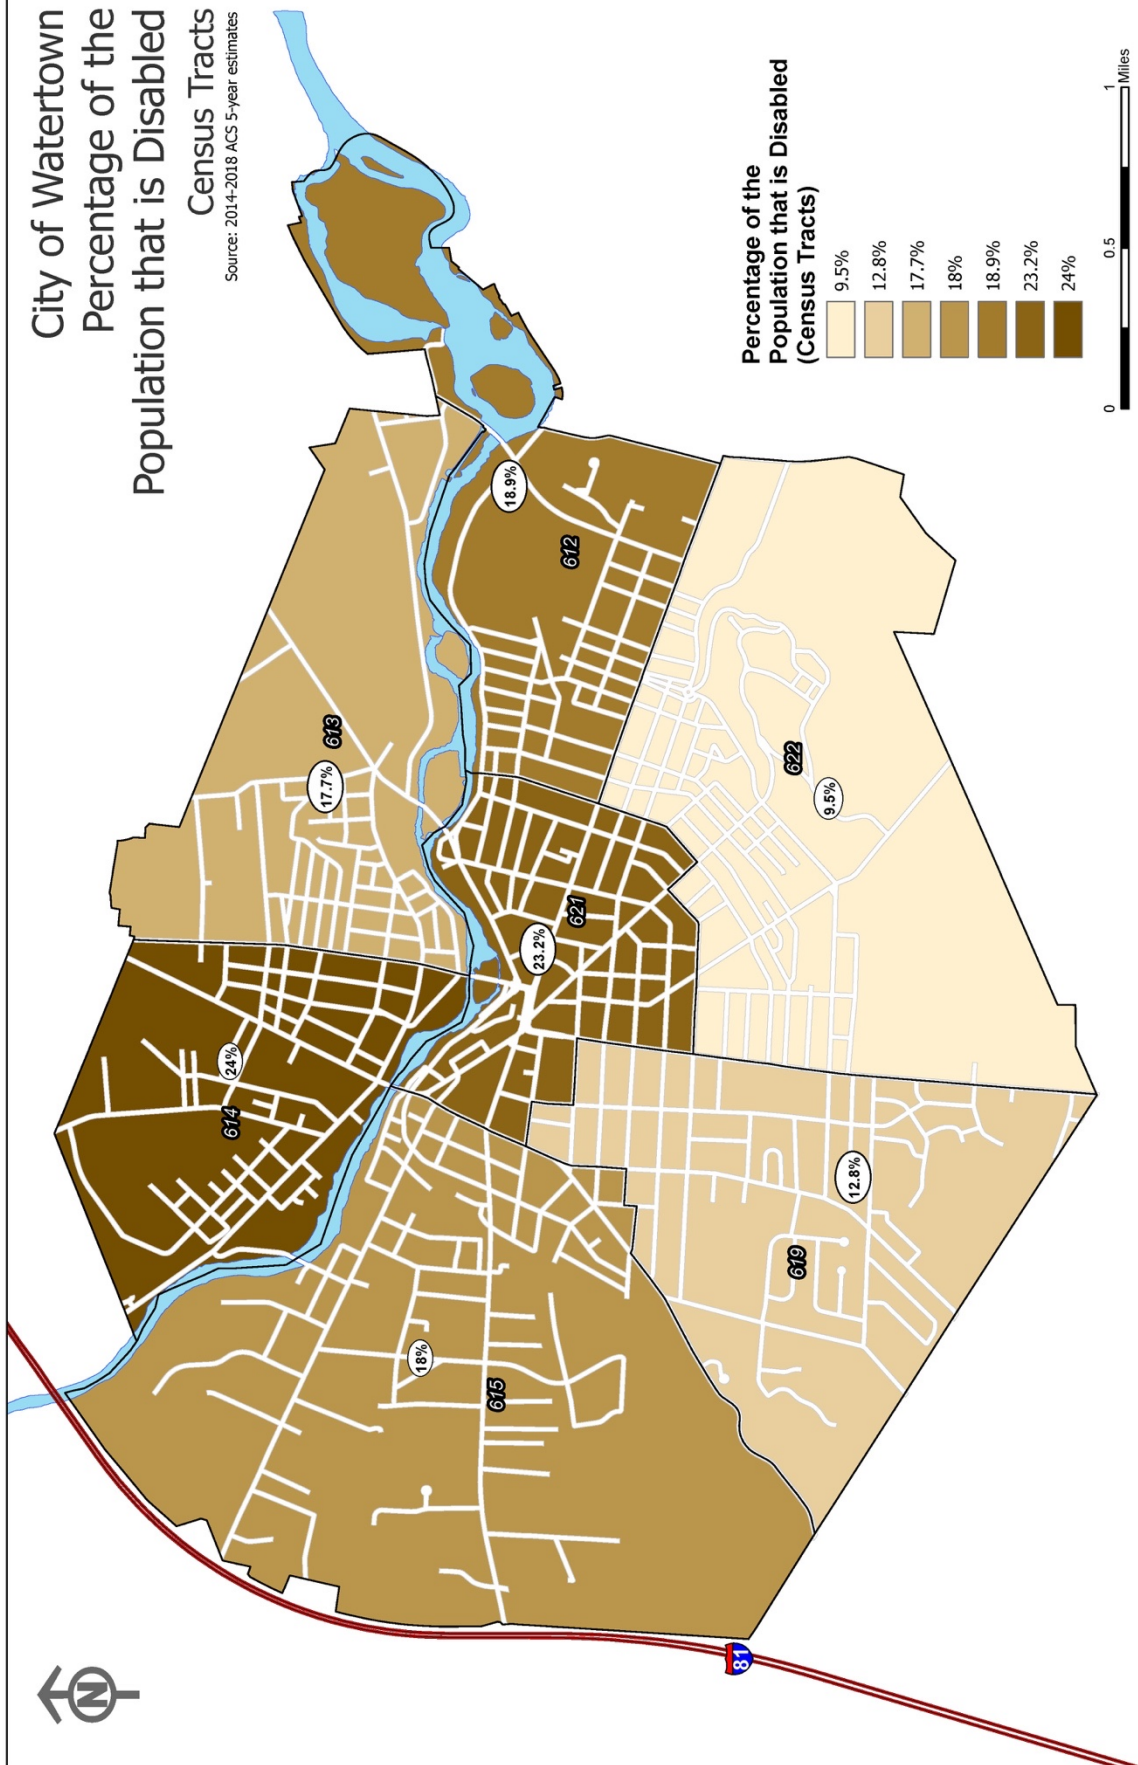 City of Watertown
Percentage of the
Population that is Disabled
Census Tracts
Source: 2014-2018 ACS 5-year estimates
N
24%
614
17.7%
613
18.9%
612
18%
615
23.2%
621
622
9.5%
12.8%
619
81
Percentage of the
Population that is Disabled
(Census Tracts)
9.5%
12.8%
17.7%
18%
18.9%
23.2%
24%
0 0.5 1
Miles